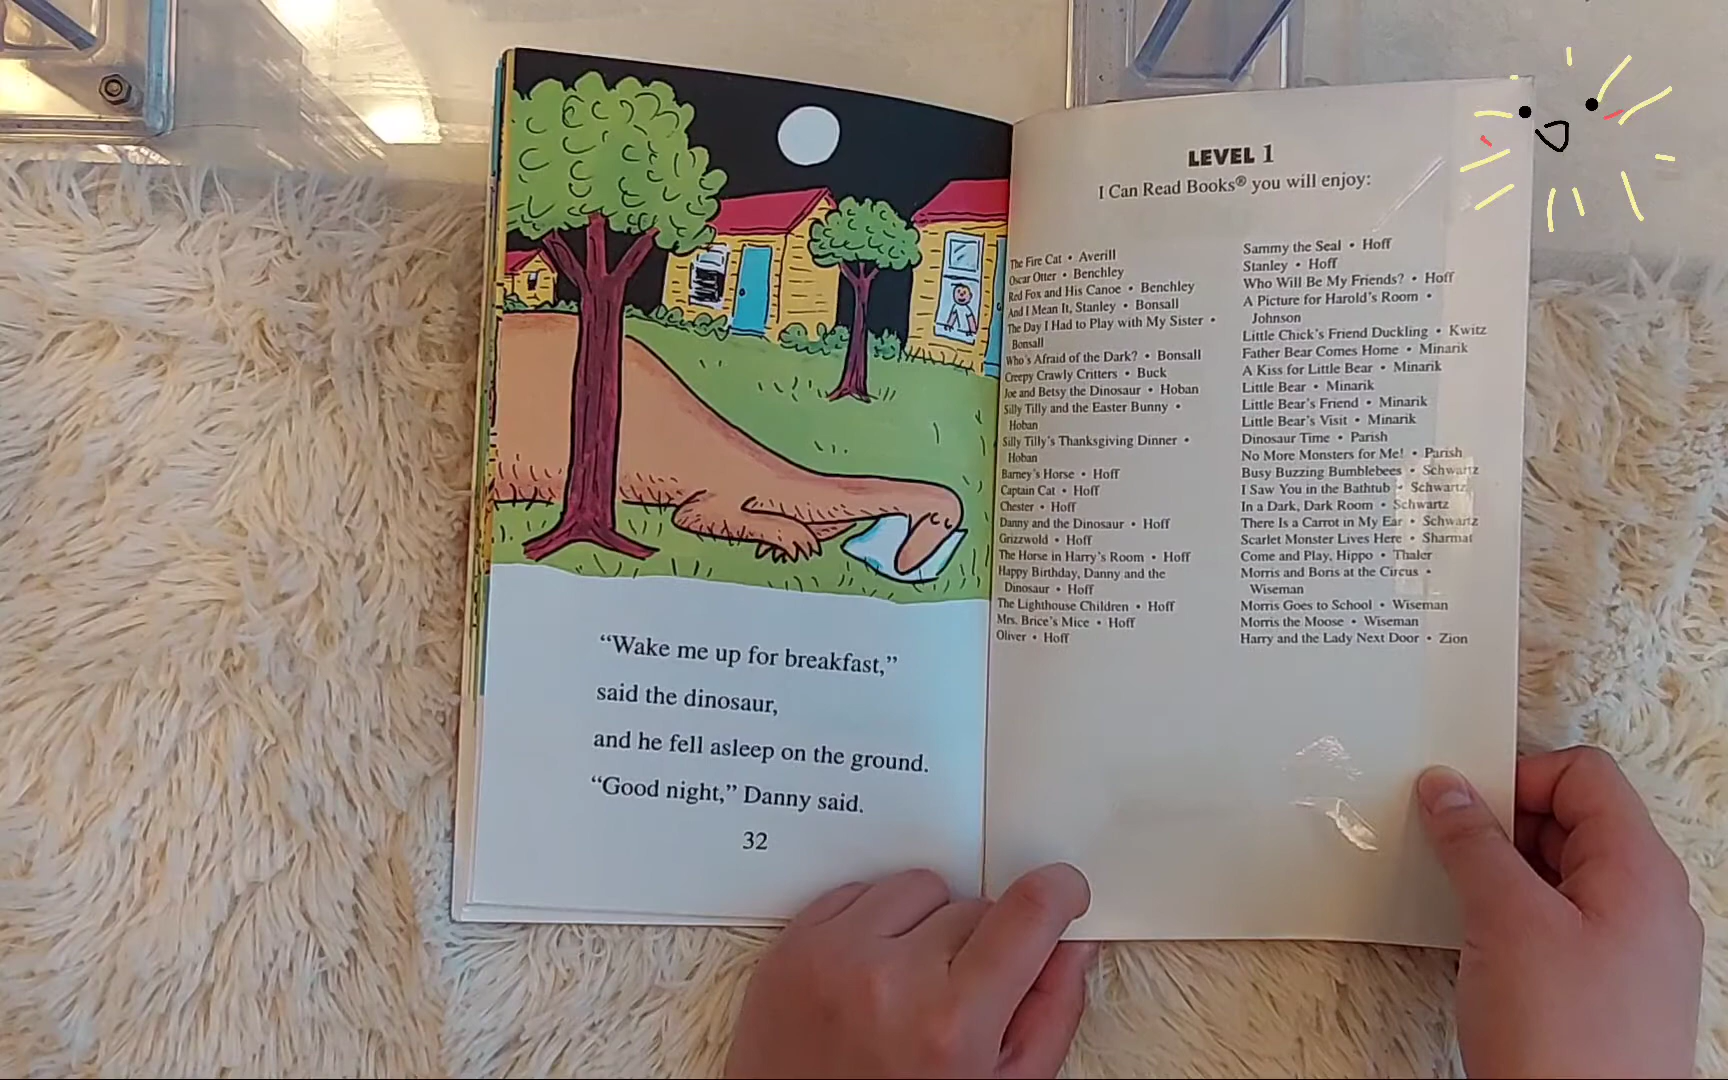 “Wake me up for breakfast,”
said the dinosaur,
and he fell asleep on the ground.
“Good night,” Danny said.
32
LEVEL 1
I Can Read Books® you will enjoy:
The Fire Cat • Averill
Oscar Otter • Benchley
Red Fox and His Canoe • Benchley
And I Mean It, Stanley • Bonsall
The Day I Had to Play with My Sister •
Bonsall
Who's Afraid of the Dark? • Bonsall
Creepy Crawly Critters • Buck
Joe and Betsy the Dinosaur • Hoban
Silly Tilly and the Easter Bunny •
Hoban
Silly Tilly's Thanksgiving Dinner •
Hoban
Barney's Horse • Hoff
Captain Cat • Hoff
Chester • Hoff
Danny and the Dinosaur • Hoff
Grizzwold • Hoff
The Horse in Harry's Room • Hoff
Happy Birthday, Danny and the
Dinosaur • Hoff
The Lighthouse Children • Hoff
Mrs. Brice's Mice • Hoff
Oliver • Hoff
Sammy the Seal • Hoff
Stanley • Hoff
Who Will Be My Friends? • Hoff
A Picture for Harold's Room •
Johnson
Little Chick's Friend Duckling • Kwitz
Father Bear Comes Home • Minarik
A Kiss for Little Bear • Minarik
Little Bear • Minarik
Little Bear's Friend • Minarik
Little Bear's Visit • Minarik
Dinosaur Time • Parish
No More Monsters for Me! • Parish
Busy Buzzing Bumblebees • Schwartz
I Saw You in the Bathtub • Schwartz
In a Dark, Dark Room • Schwartz
There Is a Carrot in My Ear • Schwartz
Scarlet Monster Lives Here • Sharmat
Come and Play, Hippo • Thaler
Morris and Boris at the Circus •
Wiseman
Morris Goes to School • Wiseman
Morris the Moose • Wiseman
Harry and the Lady Next Door • Zion